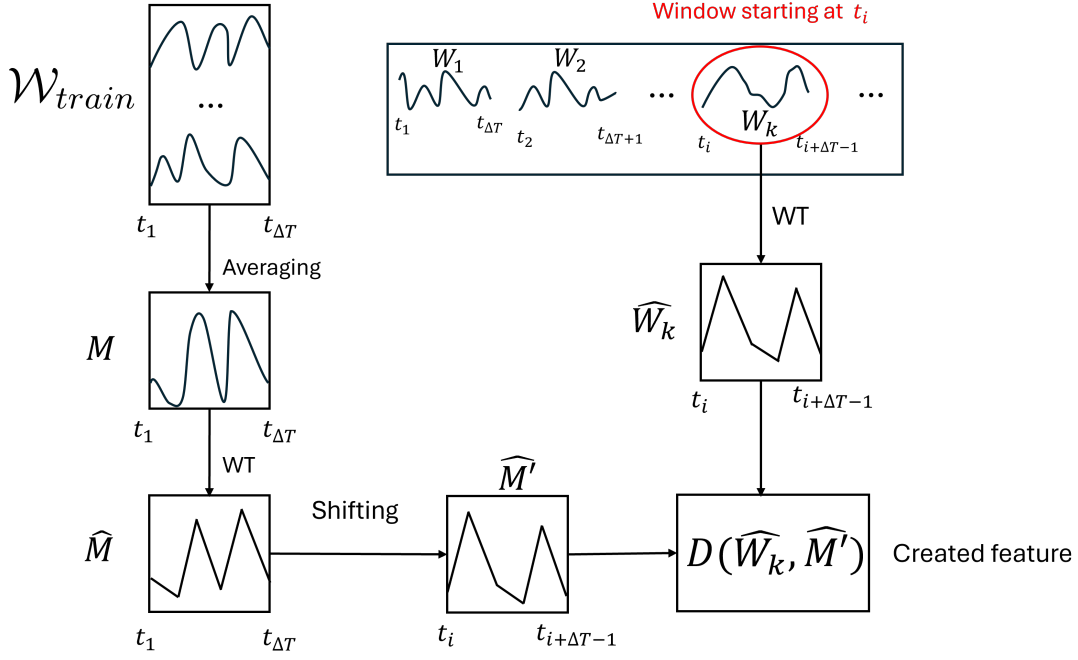 Window starting at t_i
𝒲_train
...
t_1
t_ΔT
Averaging
M
t_1
t_ΔT
WT
M̂
t_1
t_ΔT
Shifting
W_1
t_1
t_ΔT
W_2
t_2
t_ΔT+1
...
W_k
t_i
t_i+ΔT−1
...
WT
Ŵ_k
t_i
t_i+ΔT−1
M̂′
t_i
t_i+ΔT−1
D(Ŵ_k, M̂′)
Created feature